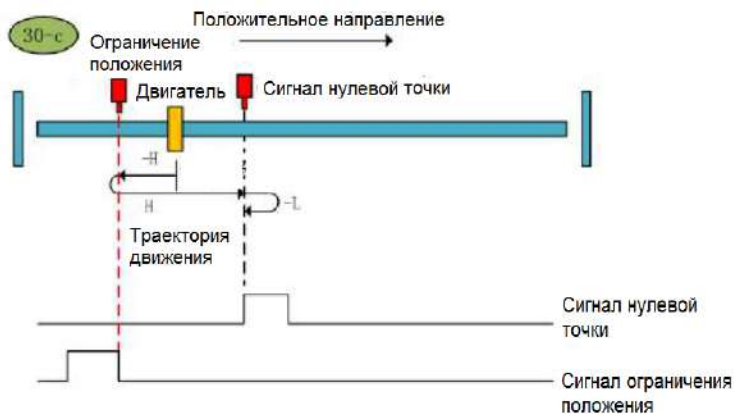 30-c
Положительное направление
Ограничение
положения
Двигатель
Сигнал нулевой точки
-H
H
-L
Траектория
движения
Сигнал нулевой
точки
Сигнал ограничения
положения